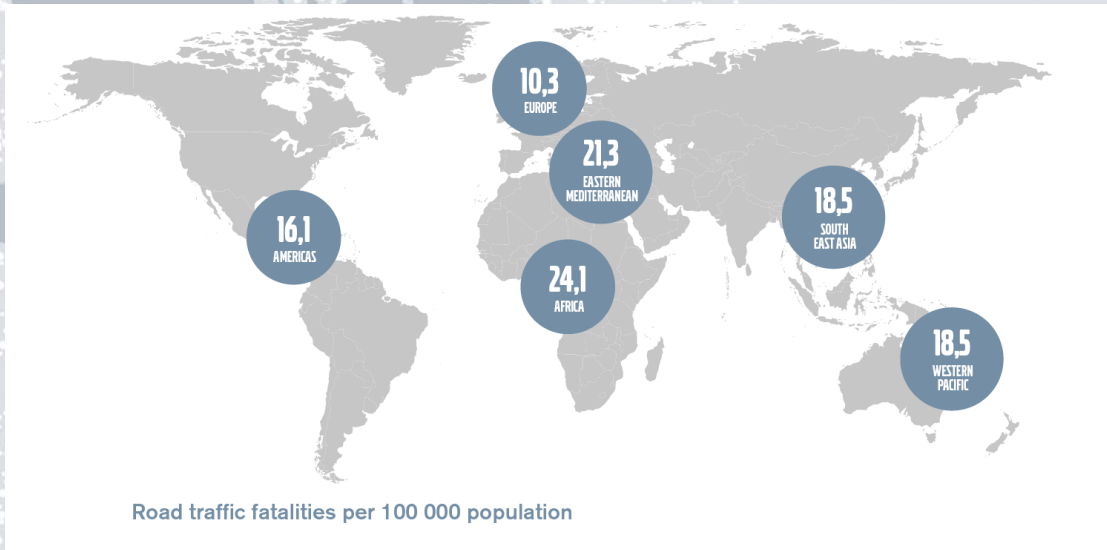 10,3
EUROPE
21,3
EASTERN
MEDITERRANEAN
18,5
SOUTH
EAST ASIA
16,1
AMERICAS
24,1
AFRICA
18,5
WESTERN
PACIFIC
Road traffic fatalities per 100 000 population